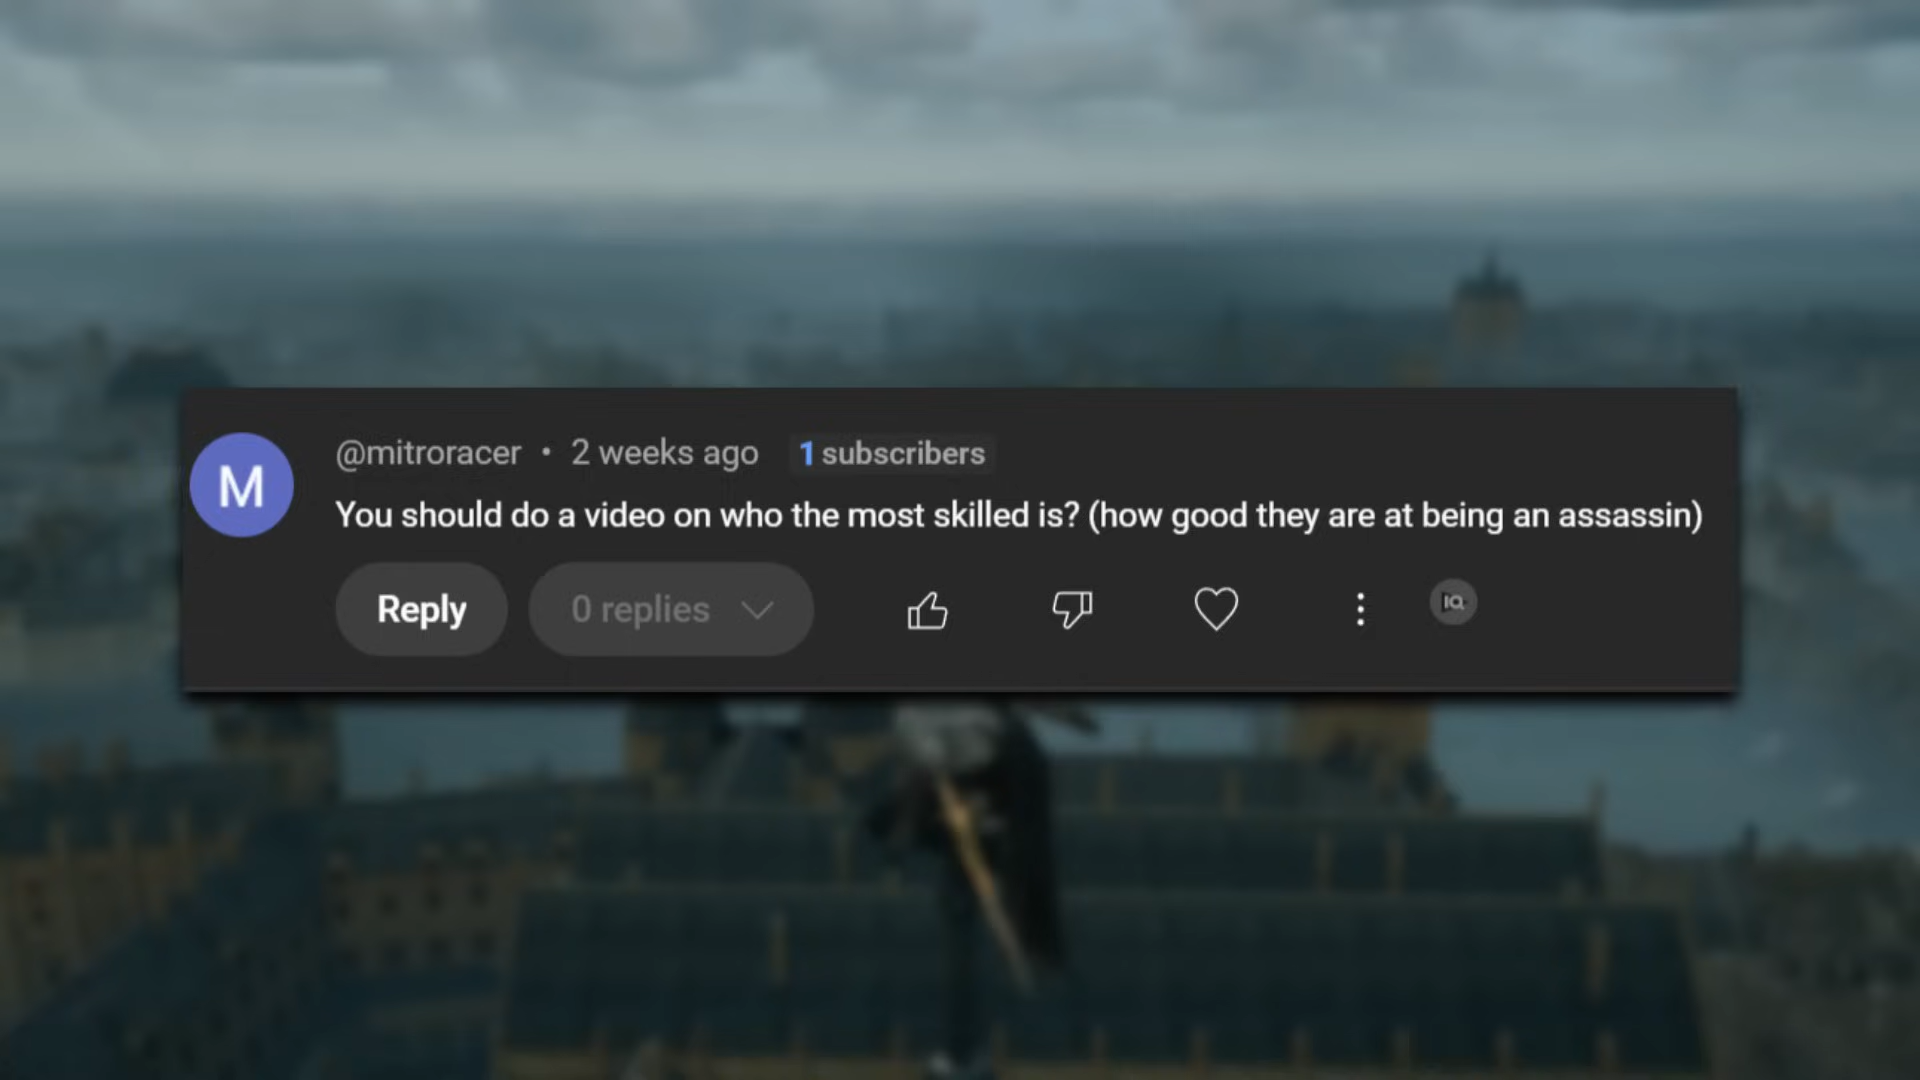 M
@mitroracer • 2 weeks ago 1 subscribers
You should do a video on who the most skilled is? (how good they are at being an assassin)
Reply 0 replies
IQ